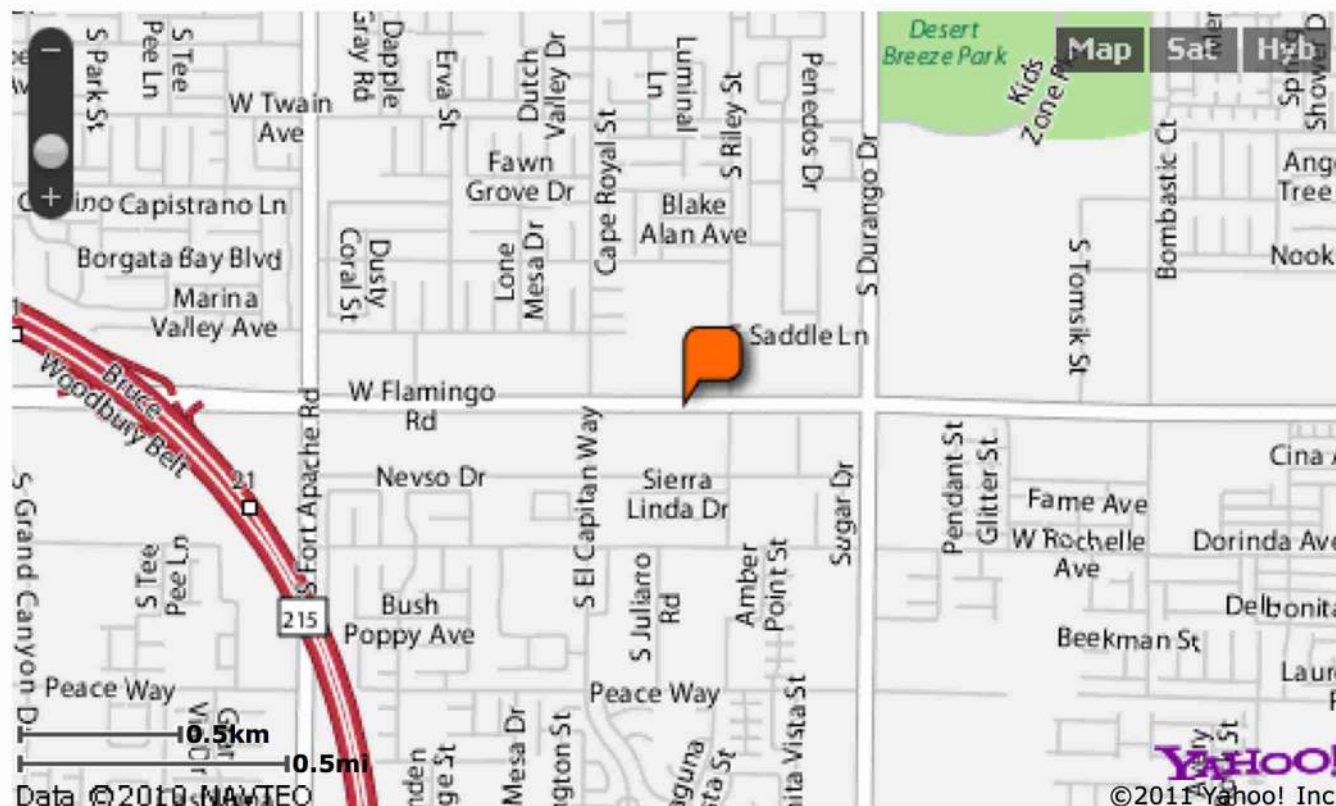 Desert
Breeze Park
Map
Sat
Hyb
Kids
Zone
S Park St
S Tee
Pee Ln
Dapple
Gray Rd
Erva St
Dutch
Valley Dr
Luminal
Ln
S Riley St
Penedos Dr
W Twain
Ave
Fawn
Grove Dr
Cape Royal St
Blake
Alan Ave
S Durango Dr
Bombastic Ct
Capistrano Ln
Borgata Bay Blvd
Dusty
Coral St
Lone
Mesa Dr
S Tomsik St
Nook
Marina
Valley Ave
Saddle Ln
Bruce
Woodbury Belt
W Flamingo
Rd
S Fort Apache Rd
21
Nevso Dr
S El Capitan Way
Sierra
Linda Dr
Sugar Dr
Pendant St
Glitter St
Cina
Fame Ave
W Rochelle
Ave
Dorinda Ave
S Grand Canyon D
S Tee
Pee Ln
215
Bush
Poppy Ave
S Juliano
Rd
Amber
Point St
Delbonita
Beekman St
Peace Way
Peace Way
Mesa Dr
0.5km
0.5mi
Data ©2010 NAVTEQ
YAHOO!
©2011 Yahoo! Inc